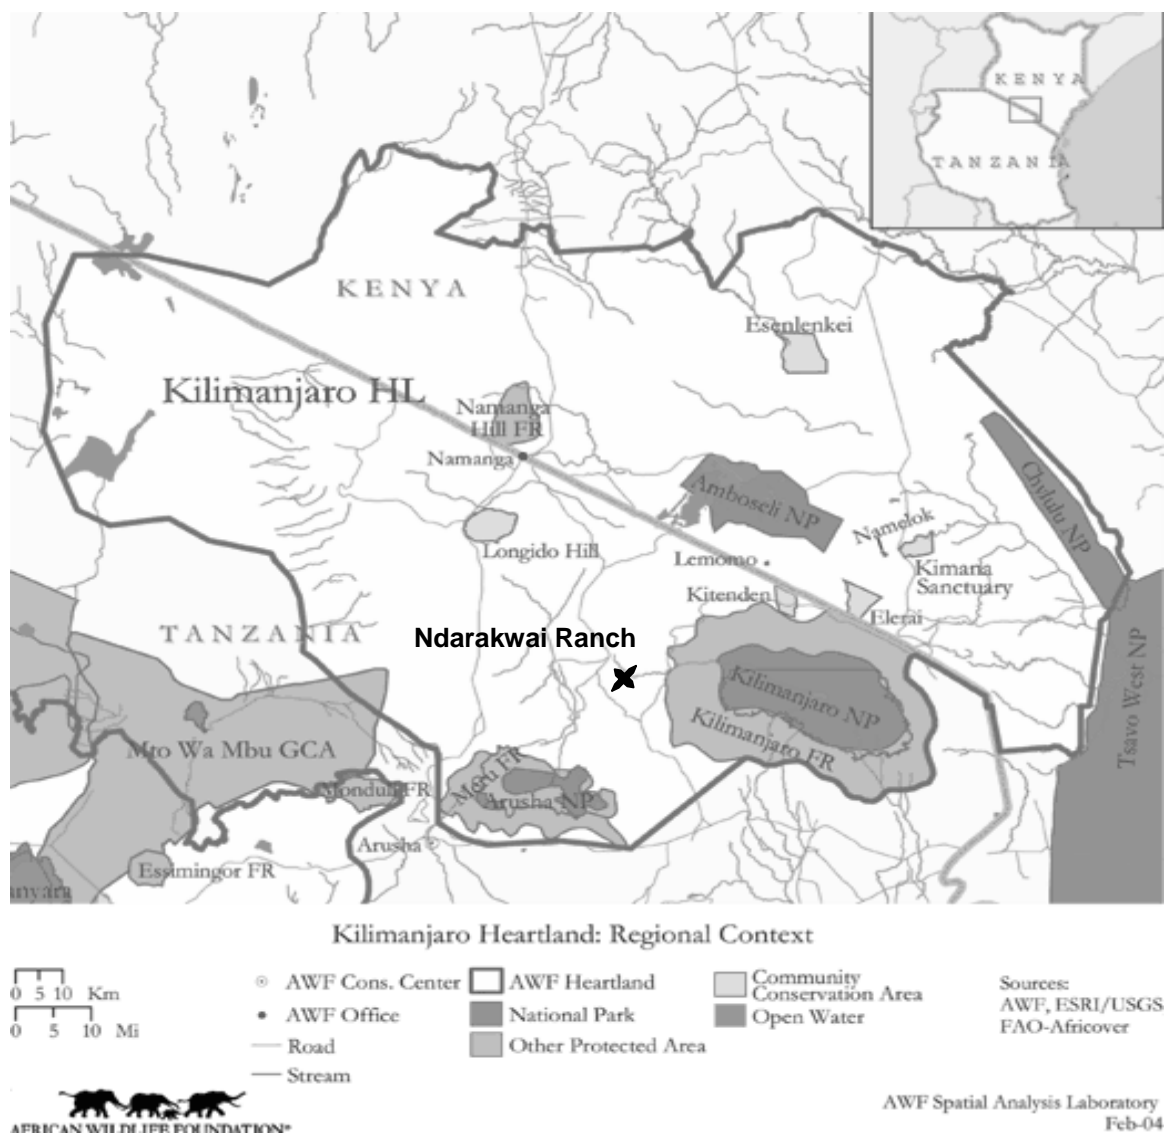 KENYA
TANZANIA
KENYA
Esenlenkei
Kilimanjaro HL
Namanga
Hill FR
Namanga
Amboseli NP
Chylulu NP
Namelok
Longido Hill
Lemomo
Kimana
Sanctuary
Kitenden
Elerai
TANZANIA
Ndarakwai Ranch
Kilimanjaro NP
Kilimanjaro FR
Tsavo West NP
Mto Wa Mbu GCA
Meru FR
Monduli FR
Arusha NP
Arusha
Essimingor FR
anyara
Kilimanjaro Heartland: Regional Context
0 5 10 Km
0 5 10 Mi
AWF Cons. Center
AWF Office
Road
Stream
AWF Heartland
National Park
Other Protected Area
Community
Conservation Area
Open Water
Sources:
AWF, ESRI/USGS
FAO-Africover
AFRICAN WILDLIFE FOUNDATION®
AWF Spatial Analysis Laboratory
Feb-04